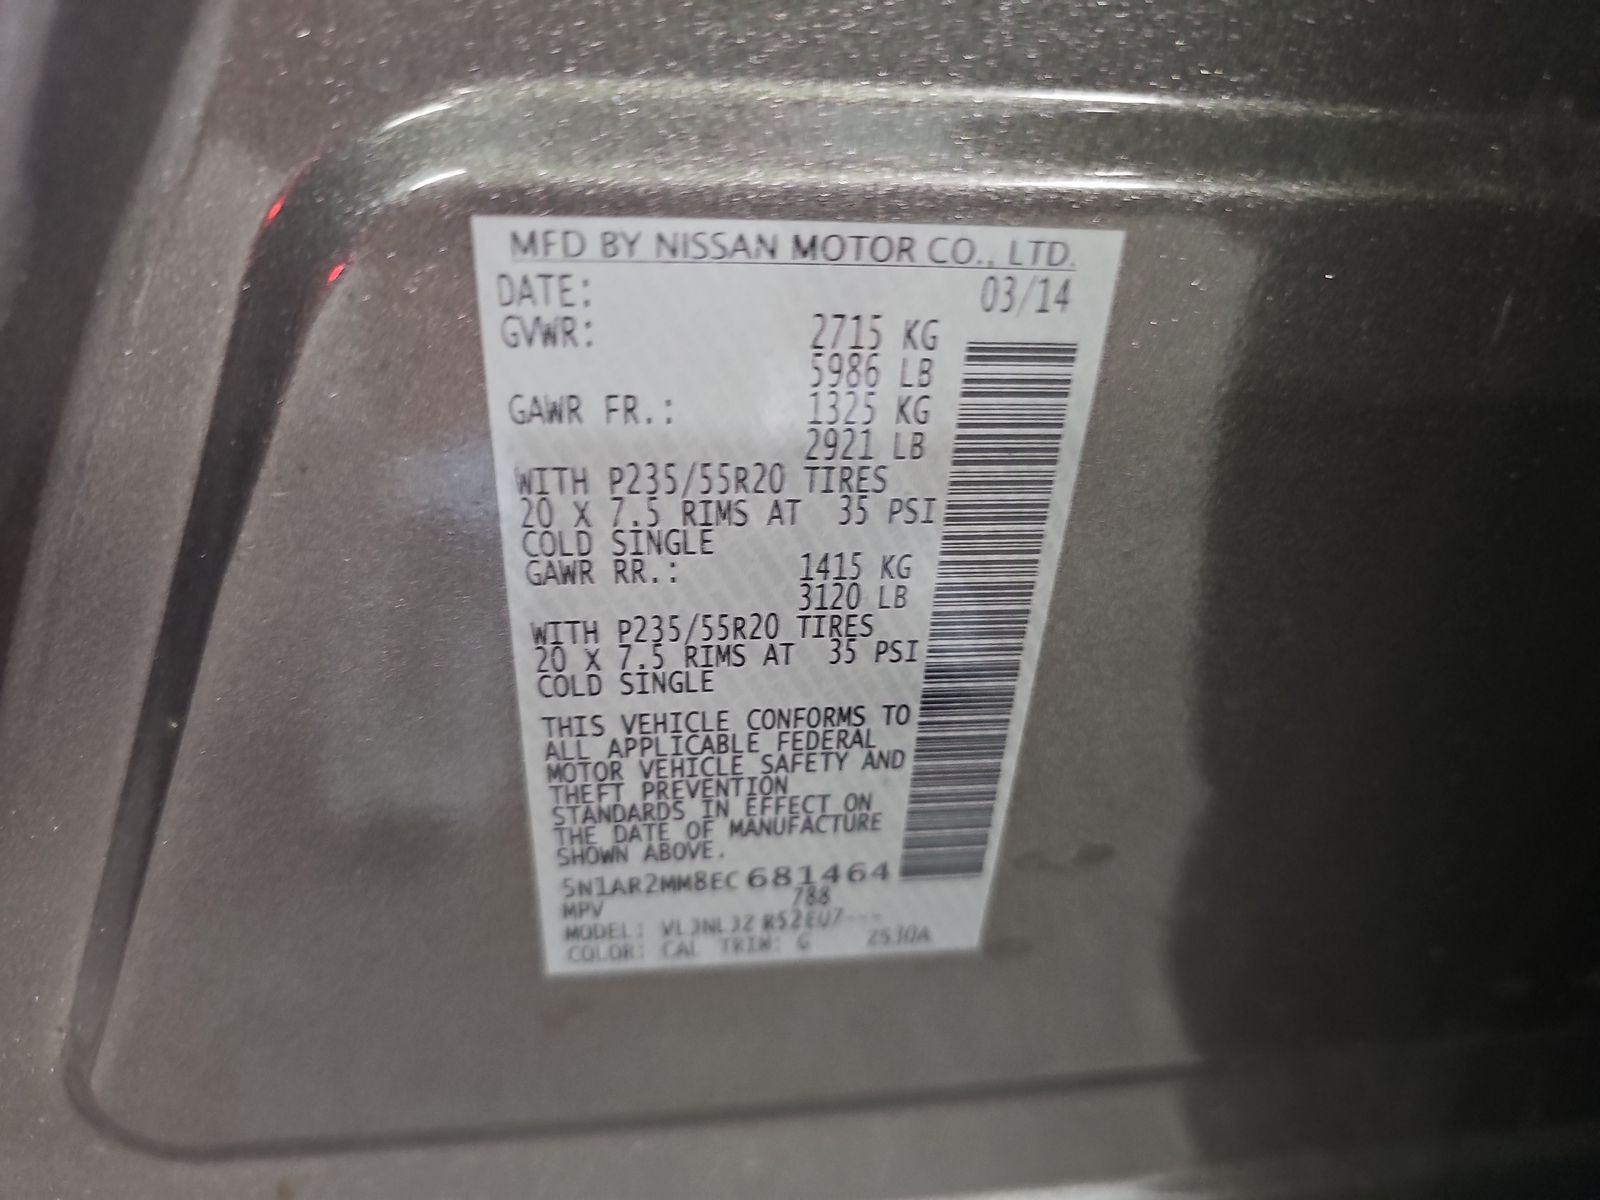 MFD BY NISSAN MOTOR CO., LTD.
DATE: 03/14
GVWR: 2715 KG
5986 LB
GAWR FR.: 1325 KG
2921 LB
WITH P235/55R20 TIRES
20 X 7.5 RIMS AT 35 PSI
COLD SINGLE
GAWR RR.: 1415 KG
3120 LB
WITH P235/55R20 TIRES
20 X 7.5 RIMS AT 35 PSI
COLD SINGLE
THIS VEHICLE CONFORMS TO
ALL APPLICABLE FEDERAL
MOTOR VEHICLE SAFETY AND
THEFT PREVENTION
STANDARDS IN EFFECT ON
THE DATE OF MANUFACTURE
SHOWN ABOVE.
5N1AR2MM8EC681464
MPV 788
MODEL:
COLOR: CAL TRIM: G